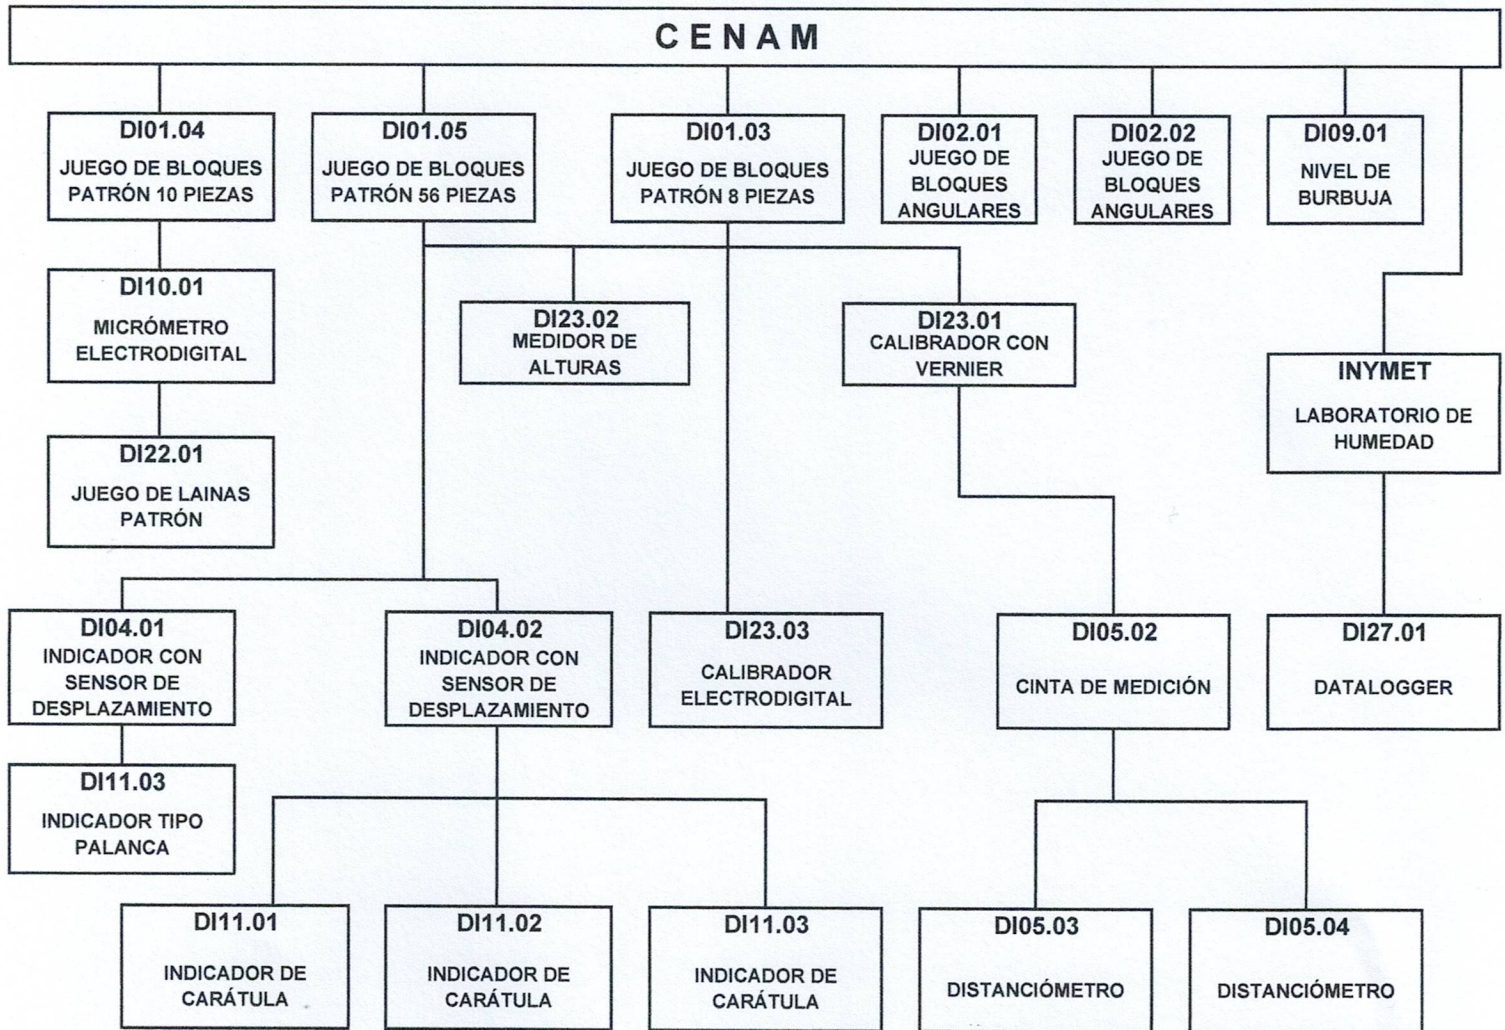 CENAM
DI01.04
JUEGO DE BLOQUES
PATRÓN 10 PIEZAS
DI01.05
JUEGO DE BLOQUES
PATRÓN 56 PIEZAS
DI01.03
JUEGO DE BLOQUES
PATRÓN 8 PIEZAS
DI02.01
JUEGO DE
BLOQUES
ANGULARES
DI02.02
JUEGO DE
BLOQUES
ANGULARES
DI09.01
NIVEL DE
BURBUJA
DI10.01
MICRÓMETRO
ELECTRODIGITAL
DI23.02
MEDIDOR DE
ALTURAS
DI23.01
CALIBRADOR CON
VERNIER
INYMET
LABORATORIO DE
HUMEDAD
DI22.01
JUEGO DE LAINAS
PATRÓN
DI04.01
INDICADOR CON
SENSOR DE
DESPLAZAMIENTO
DI04.02
INDICADOR CON
SENSOR DE
DESPLAZAMIENTO
DI23.03
CALIBRADOR
ELECTRODIGITAL
DI05.02
CINTA DE MEDICIÓN
DI27.01
DATALOGGER
DI11.03
INDICADOR TIPO
PALANCA
DI11.01
INDICADOR DE
CARÁTULA
DI11.02
INDICADOR DE
CARÁTULA
DI11.03
INDICADOR DE
CARÁTULA
DI05.03
DISTANCIÓMETRO
DI05.04
DISTANCIÓMETRO